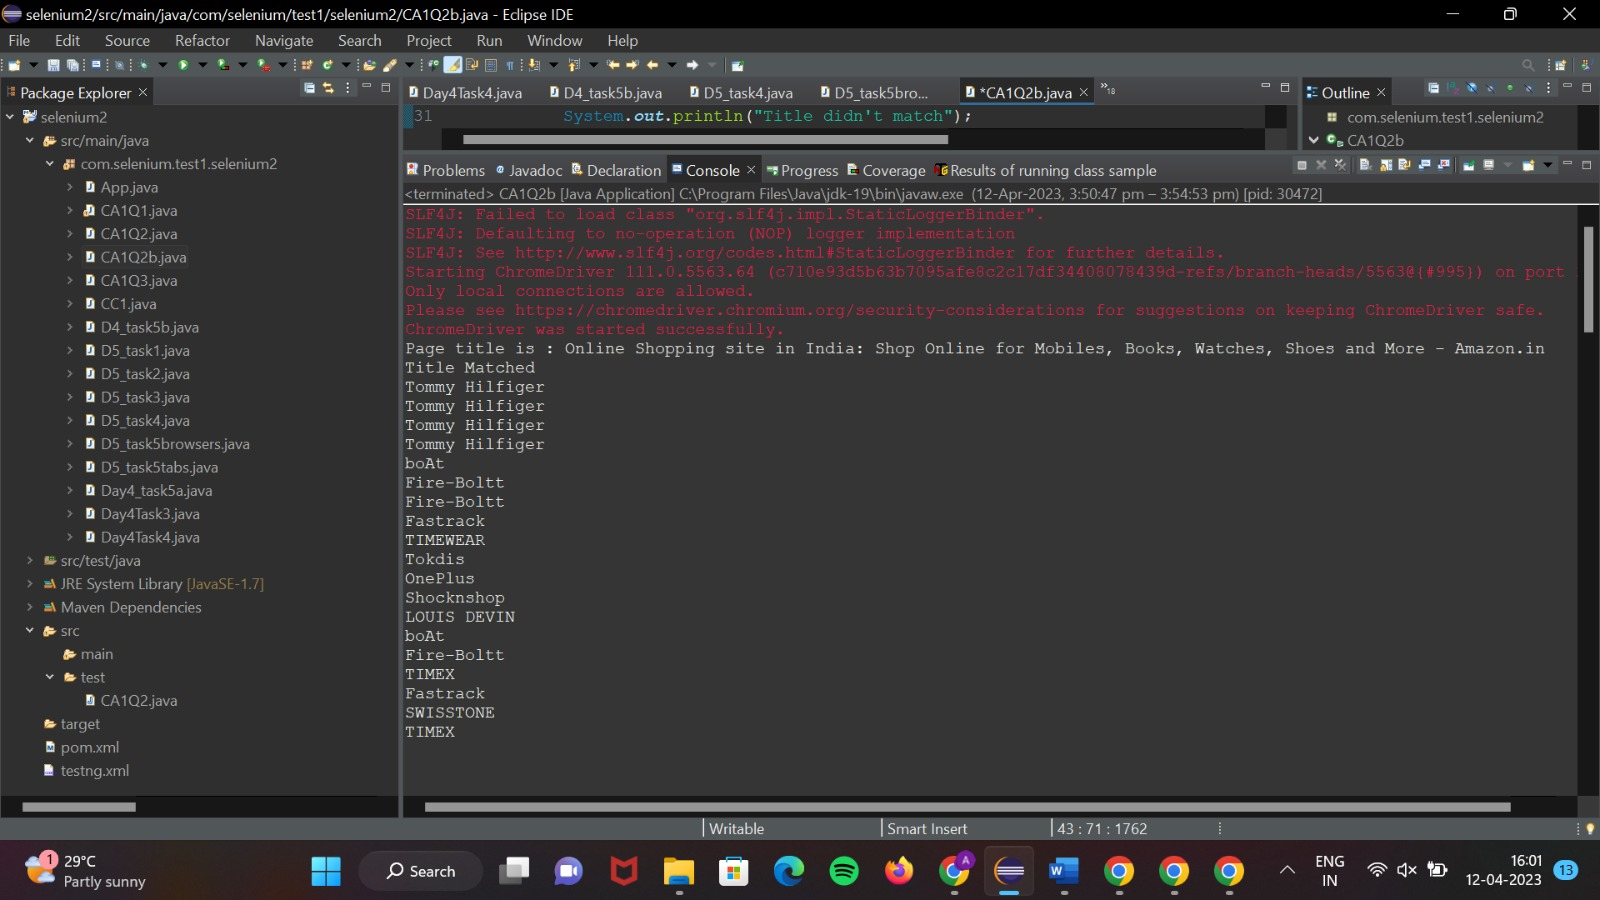 selenium2/src/main/java/com/selenium/test1/selenium2/CA1Q2b.java - Eclipse IDE
File Edit Source Refactor Navigate Search Project Run Window Help
Package Explorer
selenium2
src/main/java
com.selenium.test1.selenium2
App.java
CA1Q1.java
CA1Q2.java
CA1Q2b.java
CA1Q3.java
CC1.java
D4_task5b.java
D5_task1.java
D5_task2.java
D5_task3.java
D5_task4.java
D5_task5browsers.java
D5_task5tabs.java
Day4_task5a.java
Day4Task3.java
Day4Task4.java
src/test/java
JRE System Library [JavaSE-1.7]
Maven Dependencies
src
main
test
CA1Q2.java
target
pom.xml
testng.xml
Day4Task4.java D4_task5b.java D5_task4.java D5_task5bro... *CA1Q2b.java »18
31 System.out.println("Title didn't match");
Outline
com.selenium.test1.selenium2
CA1Q2b
Problems Javadoc Declaration Console Progress Coverage Results of running class sample
<terminated> CA1Q2b [Java Application] C:\Program Files\Java\jdk-19\bin\javaw.exe (12-Apr-2023, 3:50:47 pm – 3:54:53 pm) [pid: 30472]
SLF4J: Failed to load class "org.slf4j.impl.StaticLoggerBinder".
SLF4J: Defaulting to no-operation (NOP) logger implementation
SLF4J: See http://www.slf4j.org/codes.html#StaticLoggerBinder for further details.
Starting ChromeDriver 111.0.5563.64 (c710e93d5b63b7095afe8c2c17df34408078439d-refs/branch-heads/5563@{#995}) on port
Only local connections are allowed.
Please see https://chromedriver.chromium.org/security-considerations for suggestions on keeping ChromeDriver safe.
ChromeDriver was started successfully.
Page title is : Online Shopping site in India: Shop Online for Mobiles, Books, Watches, Shoes and More - Amazon.in
Title Matched
Tommy Hilfiger
Tommy Hilfiger
Tommy Hilfiger
Tommy Hilfiger
boAt
Fire-Boltt
Fire-Boltt
Fastrack
TIMEWEAR
Tokdis
OnePlus
Shocknshop
LOUIS DEVIN
boAt
Fire-Boltt
TIMEX
Fastrack
SWISSTONE
TIMEX
Writable Smart Insert 43 : 71 : 1762
1 29°C
Partly sunny
Search
A
W
ENG
IN
16:01
12-04-2023
13